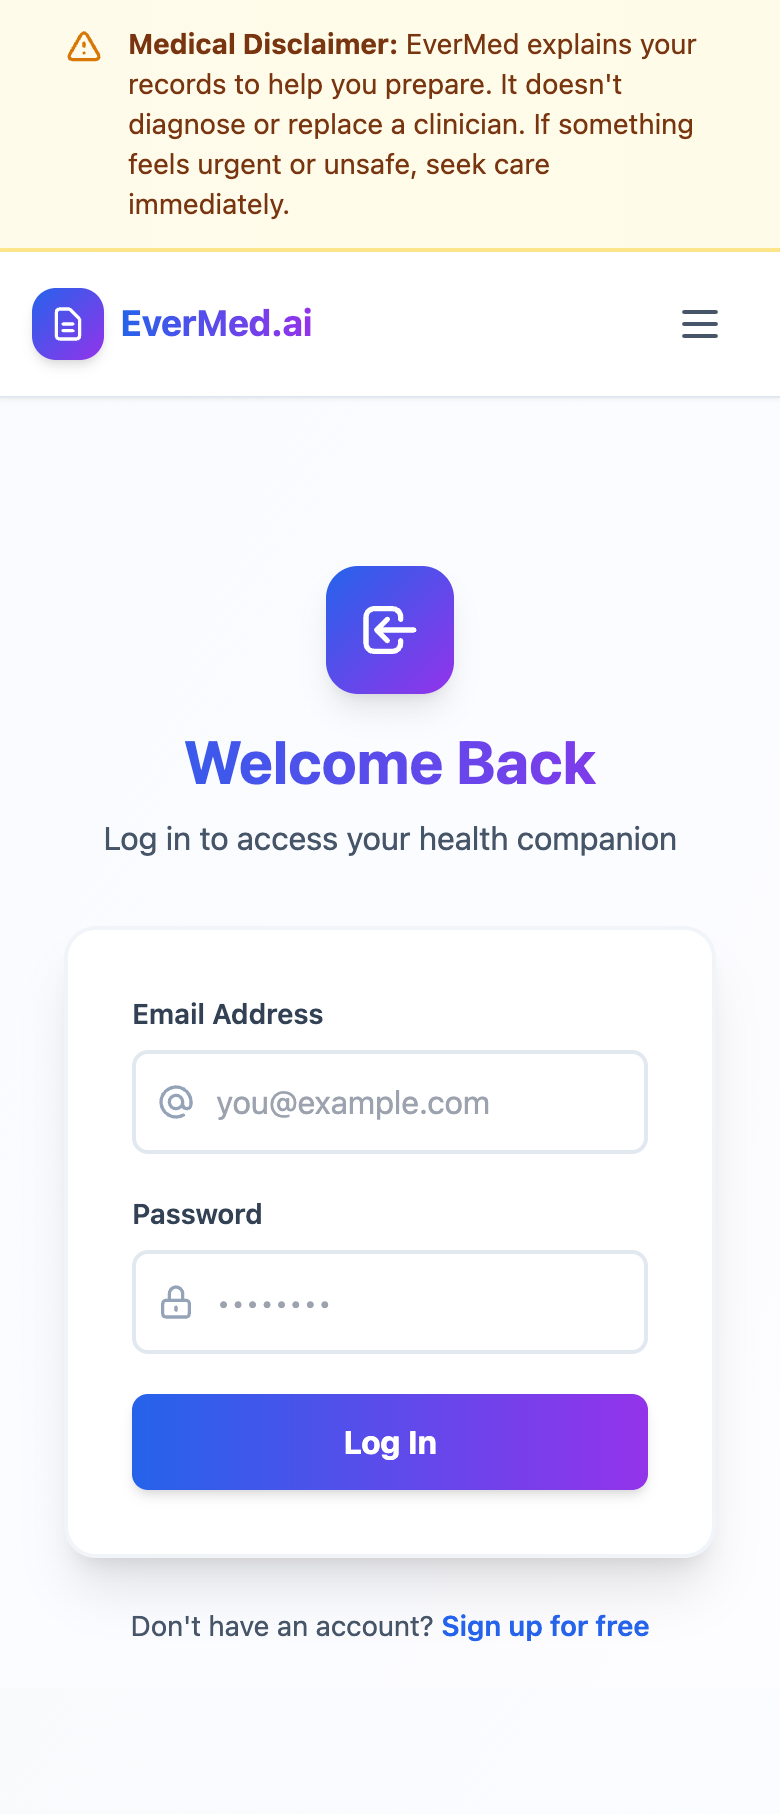 Medical Disclaimer: EverMed explains your
records to help you prepare. It doesn't
diagnose or replace a clinician. If something
feels urgent or unsafe, seek care
immediately.
EverMed.ai
Welcome Back
Log in to access your health companion
Email Address
you@example.com
Password
••••••••
Log In
Don't have an account? Sign up for free